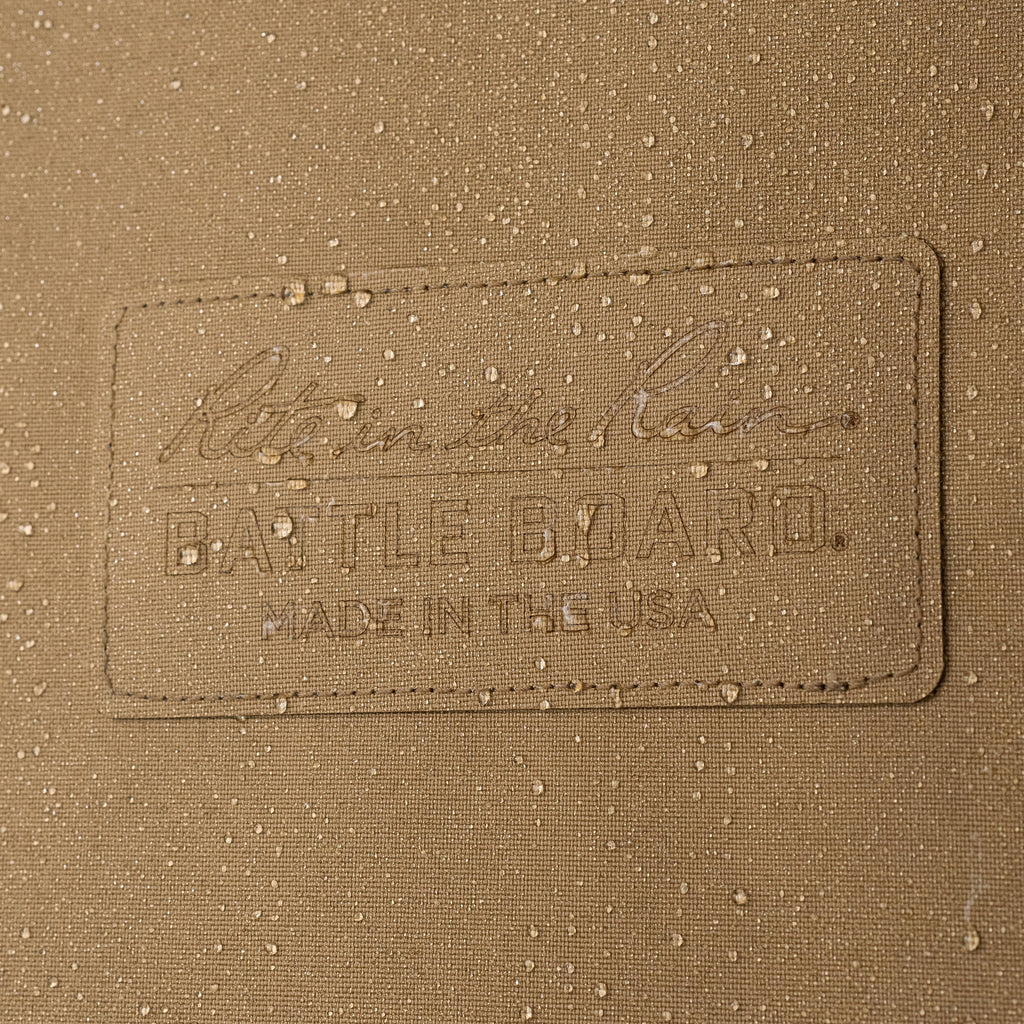 Rite in the Rain®
BATTLE BOARD®
MADE IN THE USA